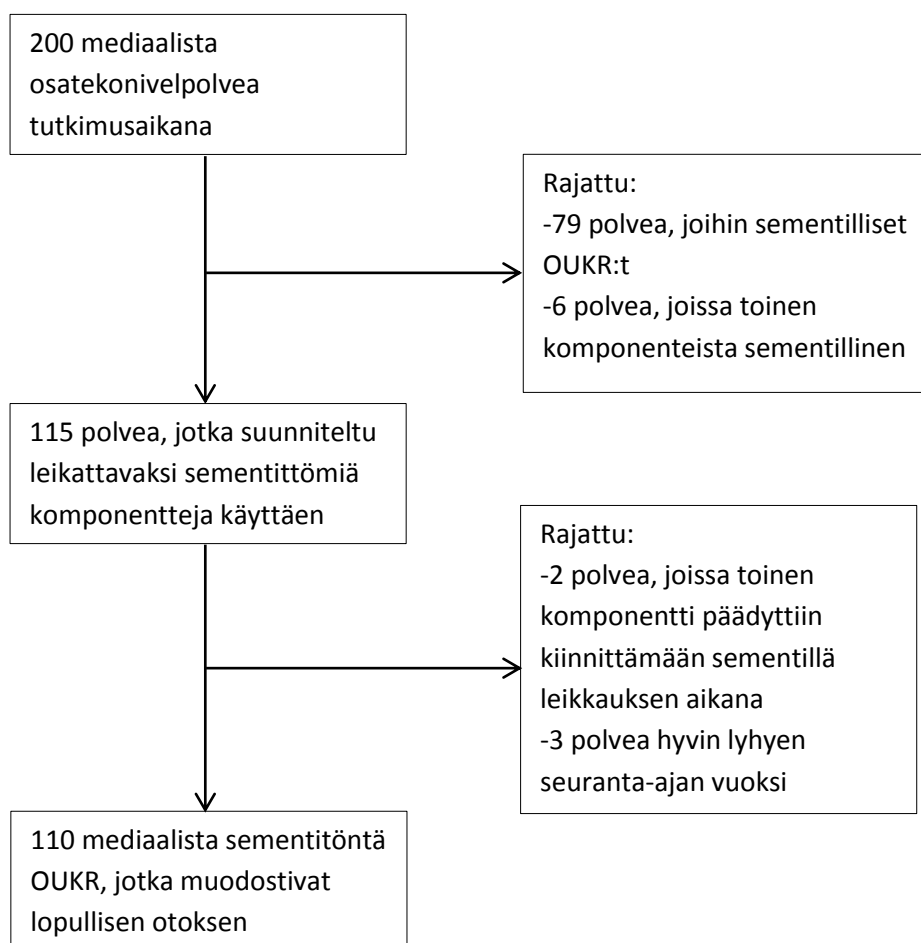 200 mediaalista
osatekonivelpolvea
tutkimusaikana
Rajattu:
-79 polvea, joihin sementilliset
OUKR:t
-6 polvea, joissa toinen
komponenteista sementillinen
115 polvea, jotka suunniteltu
leikattavaksi sementittömiä
komponentteja käyttäen
Rajattu:
-2 polvea, joissa toinen
komponentti päädyttiin
kiinnittämään sementillä
leikkauksen aikana
-3 polvea hyvin lyhyen
seuranta-ajan vuoksi
110 mediaalista sementitöntä
OUKR, jotka muodostivat
lopullisen otoksen